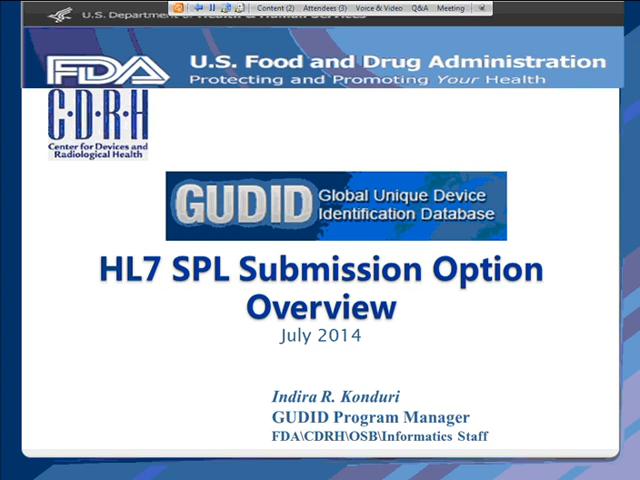 U.S. Department of Health & Human Services
Content (2) Attendees (3) Voice & Video Q&A Meeting
FDA U.S. Food and Drug Administration
Protecting and Promoting Your Health
C·D·R·H
Center for Devices and
Radiological Health
GUDID Global Unique Device
Identification Database
HL7 SPL Submission Option
Overview
July 2014
Indira R. Konduri
GUDID Program Manager
FDA\CDRH\OSB\Informatics Staff